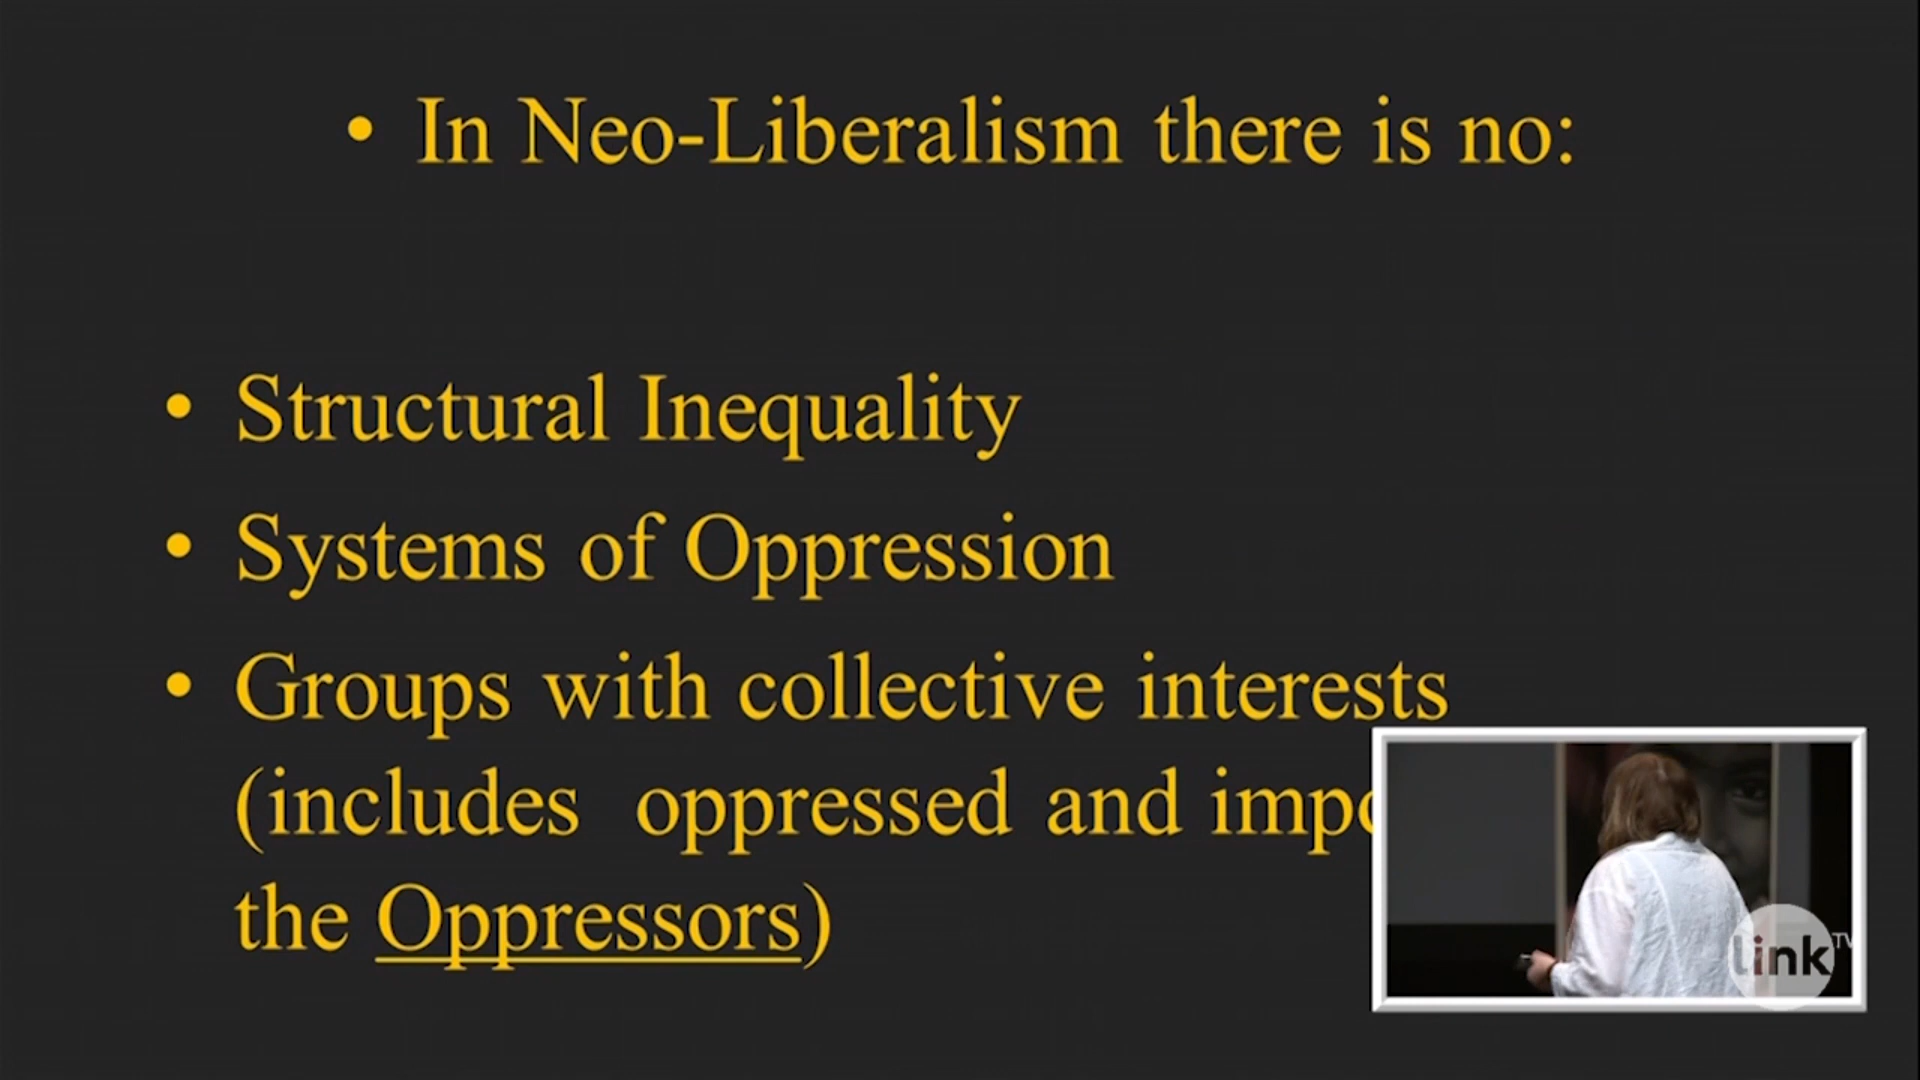 • In Neo-Liberalism there is no:
• Structural Inequality
• Systems of Oppression
• Groups with collective interests
(includes oppressed and
the Oppressors)
link TV